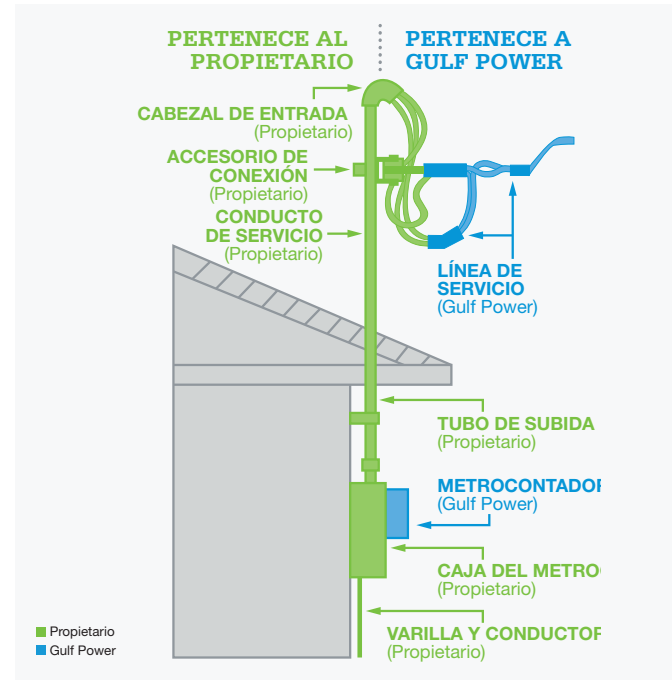 PERTENECE AL
PROPIETARIO
PERTENECE A
GULF POWER
CABEZAL DE ENTRADA
(Propietario)
ACCESORIO DE
CONEXIÓN
(Propietario)
CONDUCTO
DE SERVICIO
(Propietario)
LÍNEA DE
SERVICIO
(Gulf Power)
TUBO DE SUBIDA
(Propietario)
METROCONTADOR
(Gulf Power)
CAJA DEL METRO
(Propietario)
VARILLA Y CONDUCTOR
(Propietario)
Propietario
Gulf Power